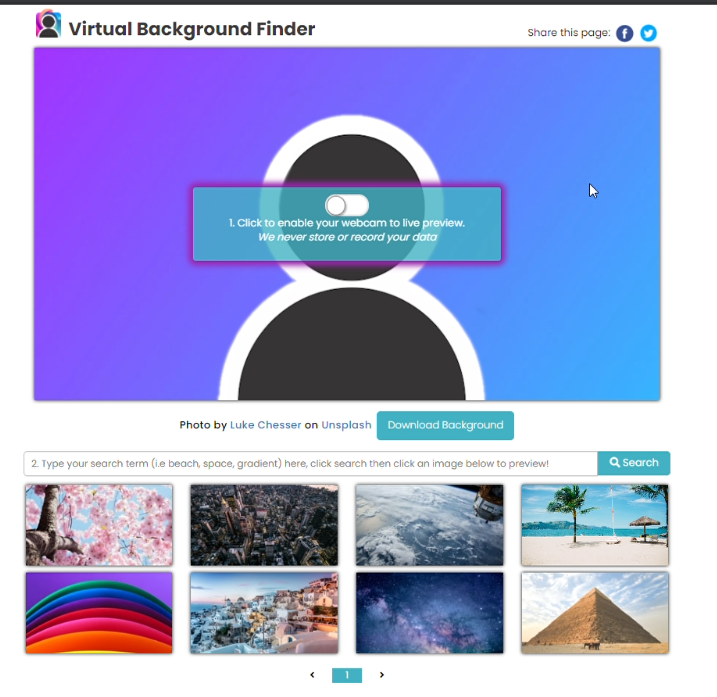 Virtual Background Finder
Share this page:
1. Click to enable your webcam to live preview.
We never store or record your data
Photo by Luke Chesser on Unsplash
Download Background
2. Type your search term (i.e beach, space, gradient) here, click search then click an image below to preview!
Search
1